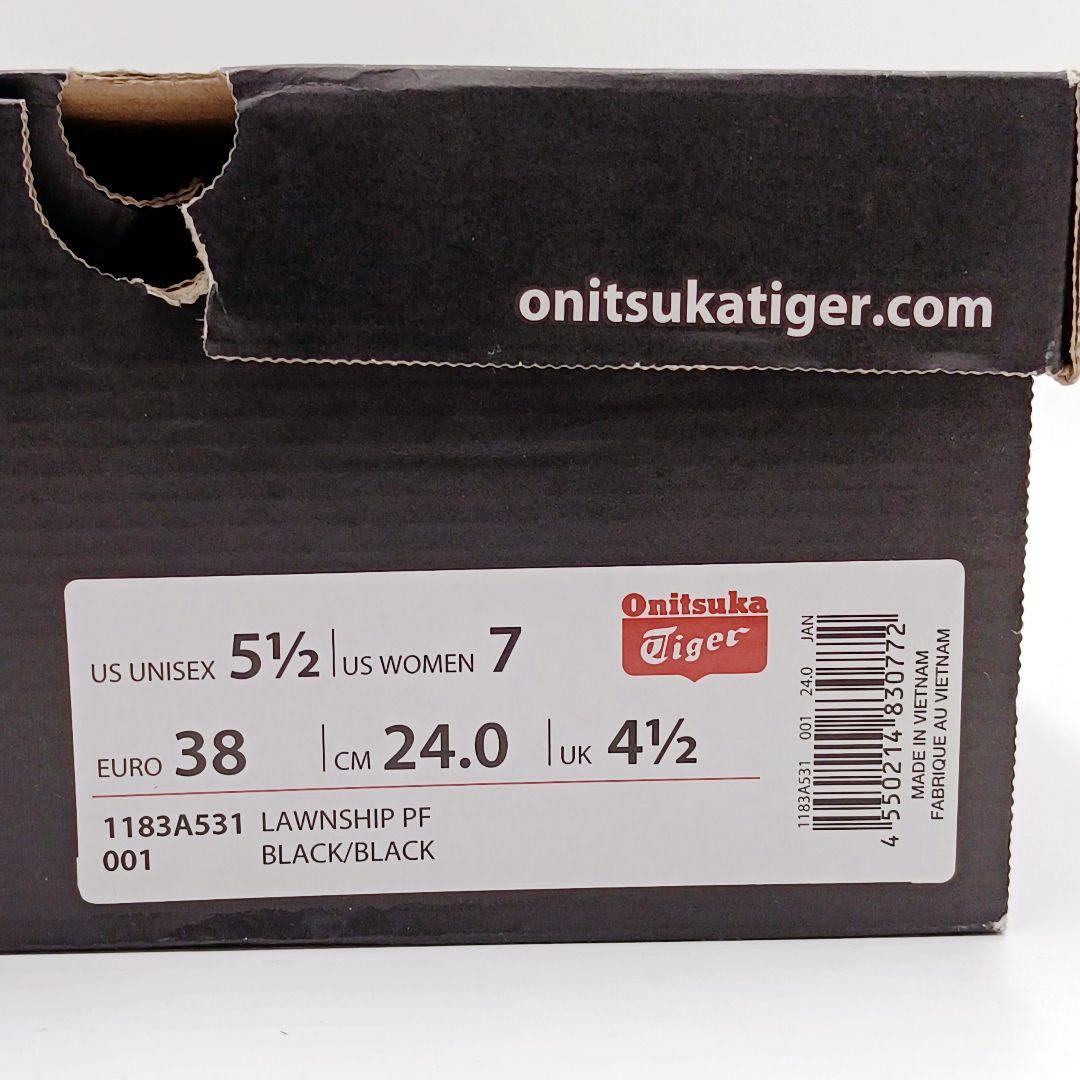 onitsukatiger.com
US UNISEX 5½ US WOMEN 7
Onitsuka
Tiger
EURO 38 CM 24.0 UK 4½
1183A531 LAWNSHIP PF
001 BLACK/BLACK
1183A531 001 24.0 JAN
4 550214 830772
MADE IN VIETNAM
FABRIQUE AU VIETNAM